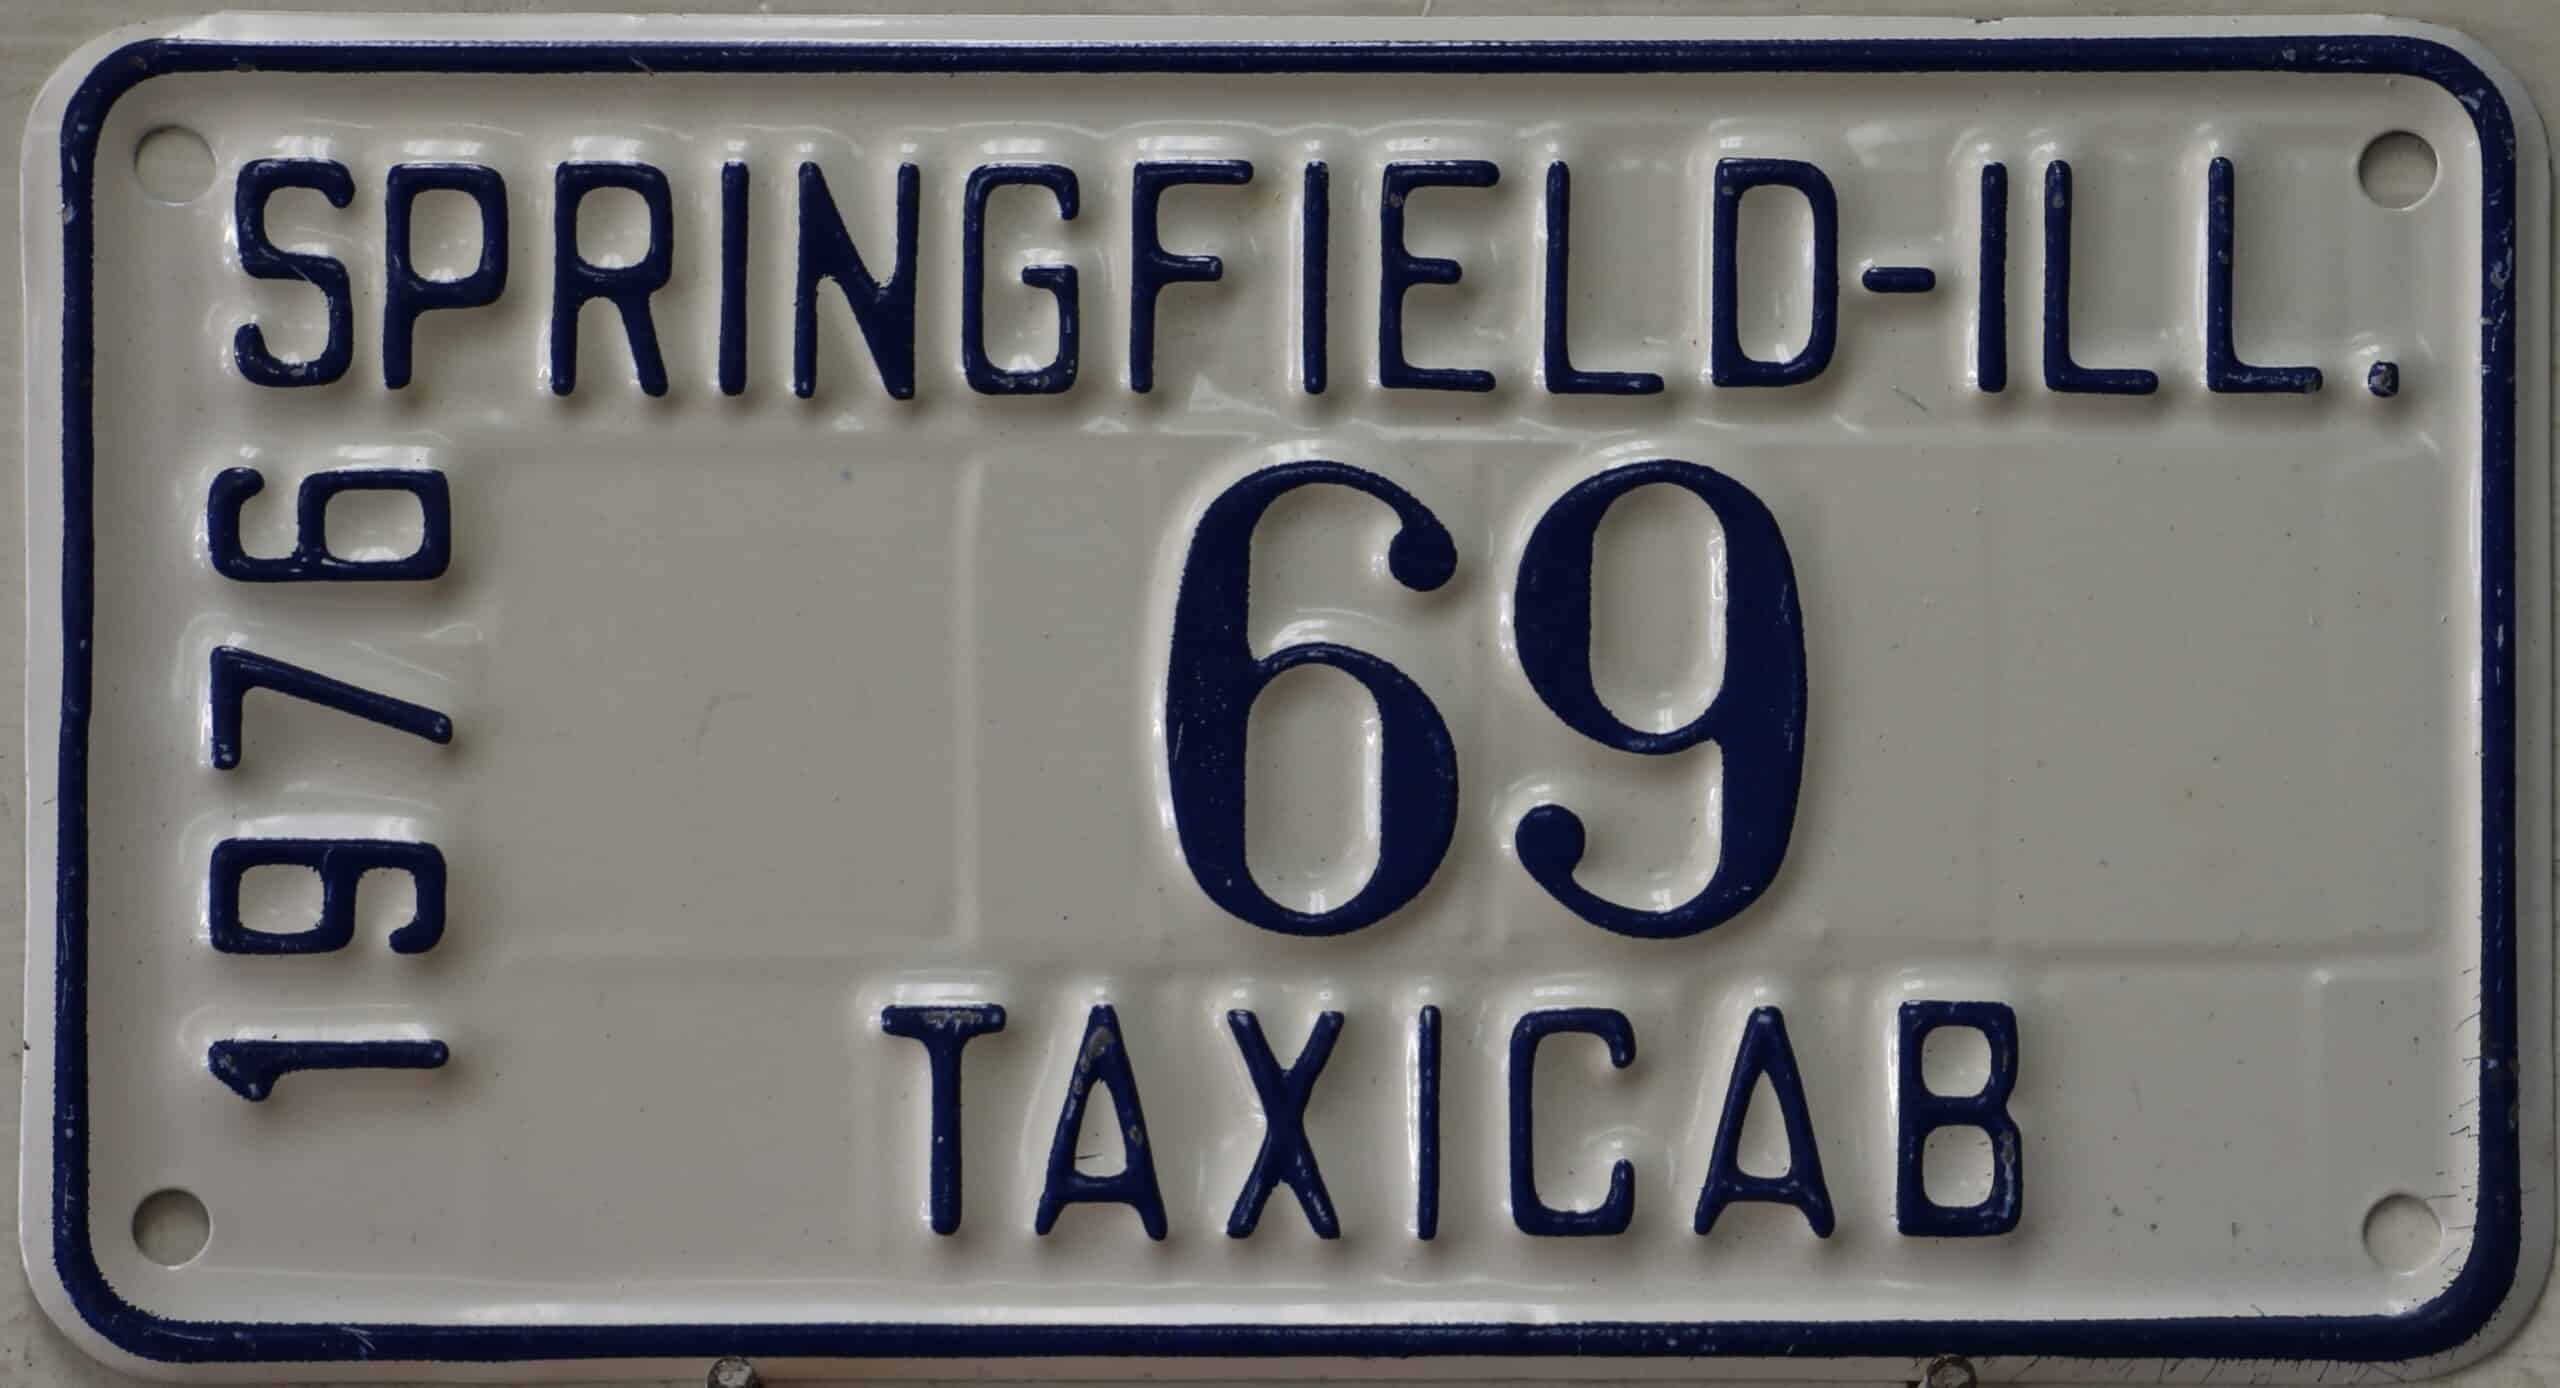 SPRINGFIELD-ILL.
1976
69
TAXICAB